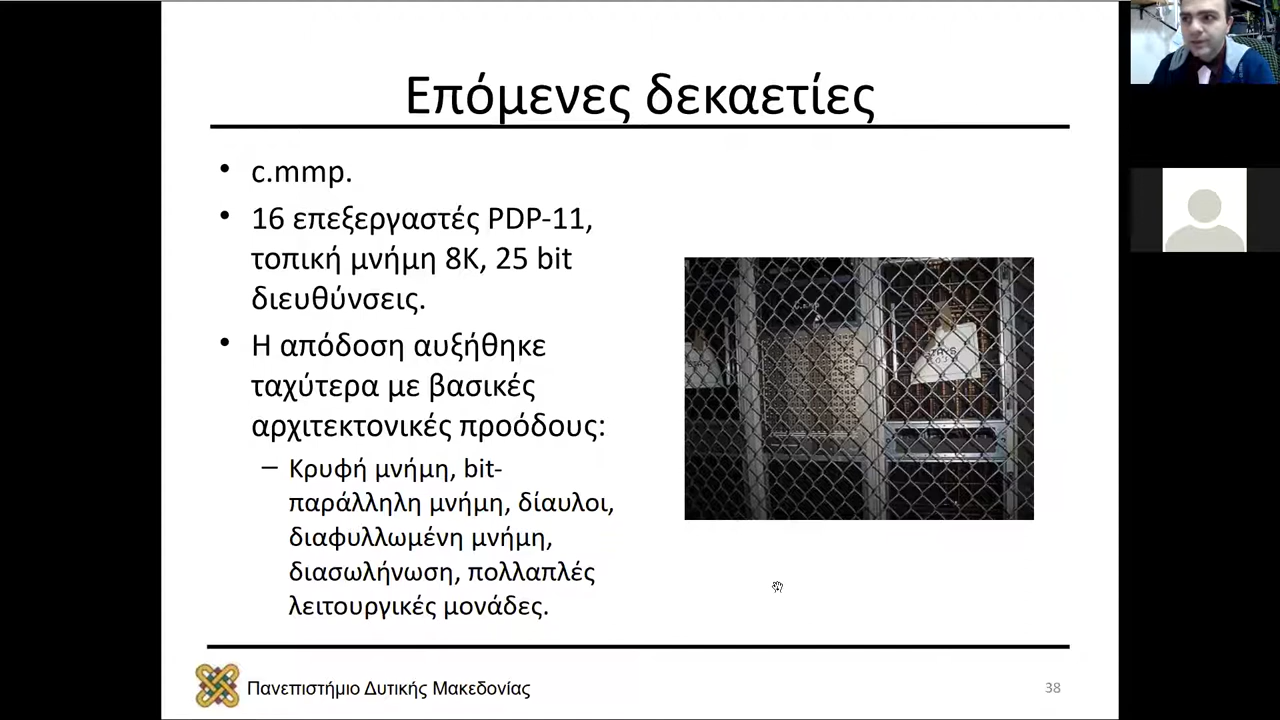 Επόμενες δεκαετίες
• c.mmp.
• 16 επεξεργαστές PDP-11,
τοπική μνήμη 8K, 25 bit
διευθύνσεις.
• Η απόδοση αυξήθηκε
ταχύτερα με βασικές
αρχιτεκτονικές προόδους:
– Κρυφή μνήμη, bit-
παράλληλη μνήμη, δίαυλοι,
διαφυλλωμένη μνήμη,
διασωλήνωση, πολλαπλές
λειτουργικές μονάδες.
Πανεπιστήμιο Δυτικής Μακεδονίας
38